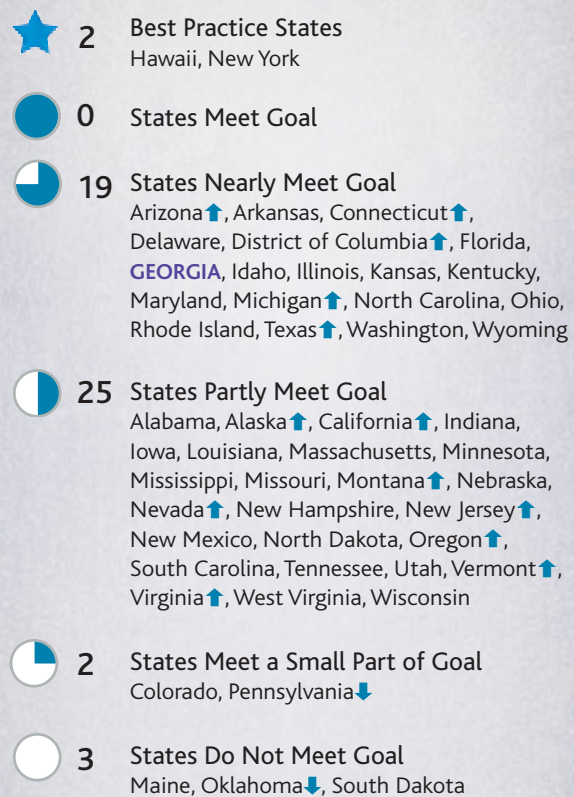 2 Best Practice States
Hawaii, New York
0 States Meet Goal
19 States Nearly Meet Goal
Arizona⬆, Arkansas, Connecticut⬆,
Delaware, District of Columbia⬆, Florida,
GEORGIA, Idaho, Illinois, Kansas, Kentucky,
Maryland, Michigan⬆, North Carolina, Ohio,
Rhode Island, Texas⬆, Washington, Wyoming
25 States Partly Meet Goal
Alabama, Alaska⬆, California⬆, Indiana,
Iowa, Louisiana, Massachusetts, Minnesota,
Mississippi, Missouri, Montana⬆, Nebraska,
Nevada⬆, New Hampshire, New Jersey⬆,
New Mexico, North Dakota, Oregon⬆,
South Carolina, Tennessee, Utah, Vermont⬆,
Virginia⬆, West Virginia, Wisconsin
2 States Meet a Small Part of Goal
Colorado, Pennsylvania⬇
3 States Do Not Meet Goal
Maine, Oklahoma⬇, South Dakota